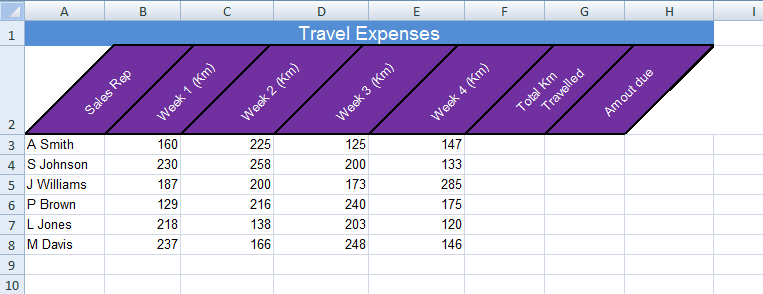 A B C D E F G H I
1 Travel Expenses
2 Sales Rep Week 1 (Km) Week 2 (Km) Week 3 (Km) Week 4 (Km) Total Km Travelled Amout due
3 A Smith 160 225 125 147
4 S Johnson 230 258 200 133
5 J Williams 187 200 173 285
6 P Brown 129 216 240 175
7 L Jones 218 138 203 120
8 M Davis 237 166 248 146
9
10